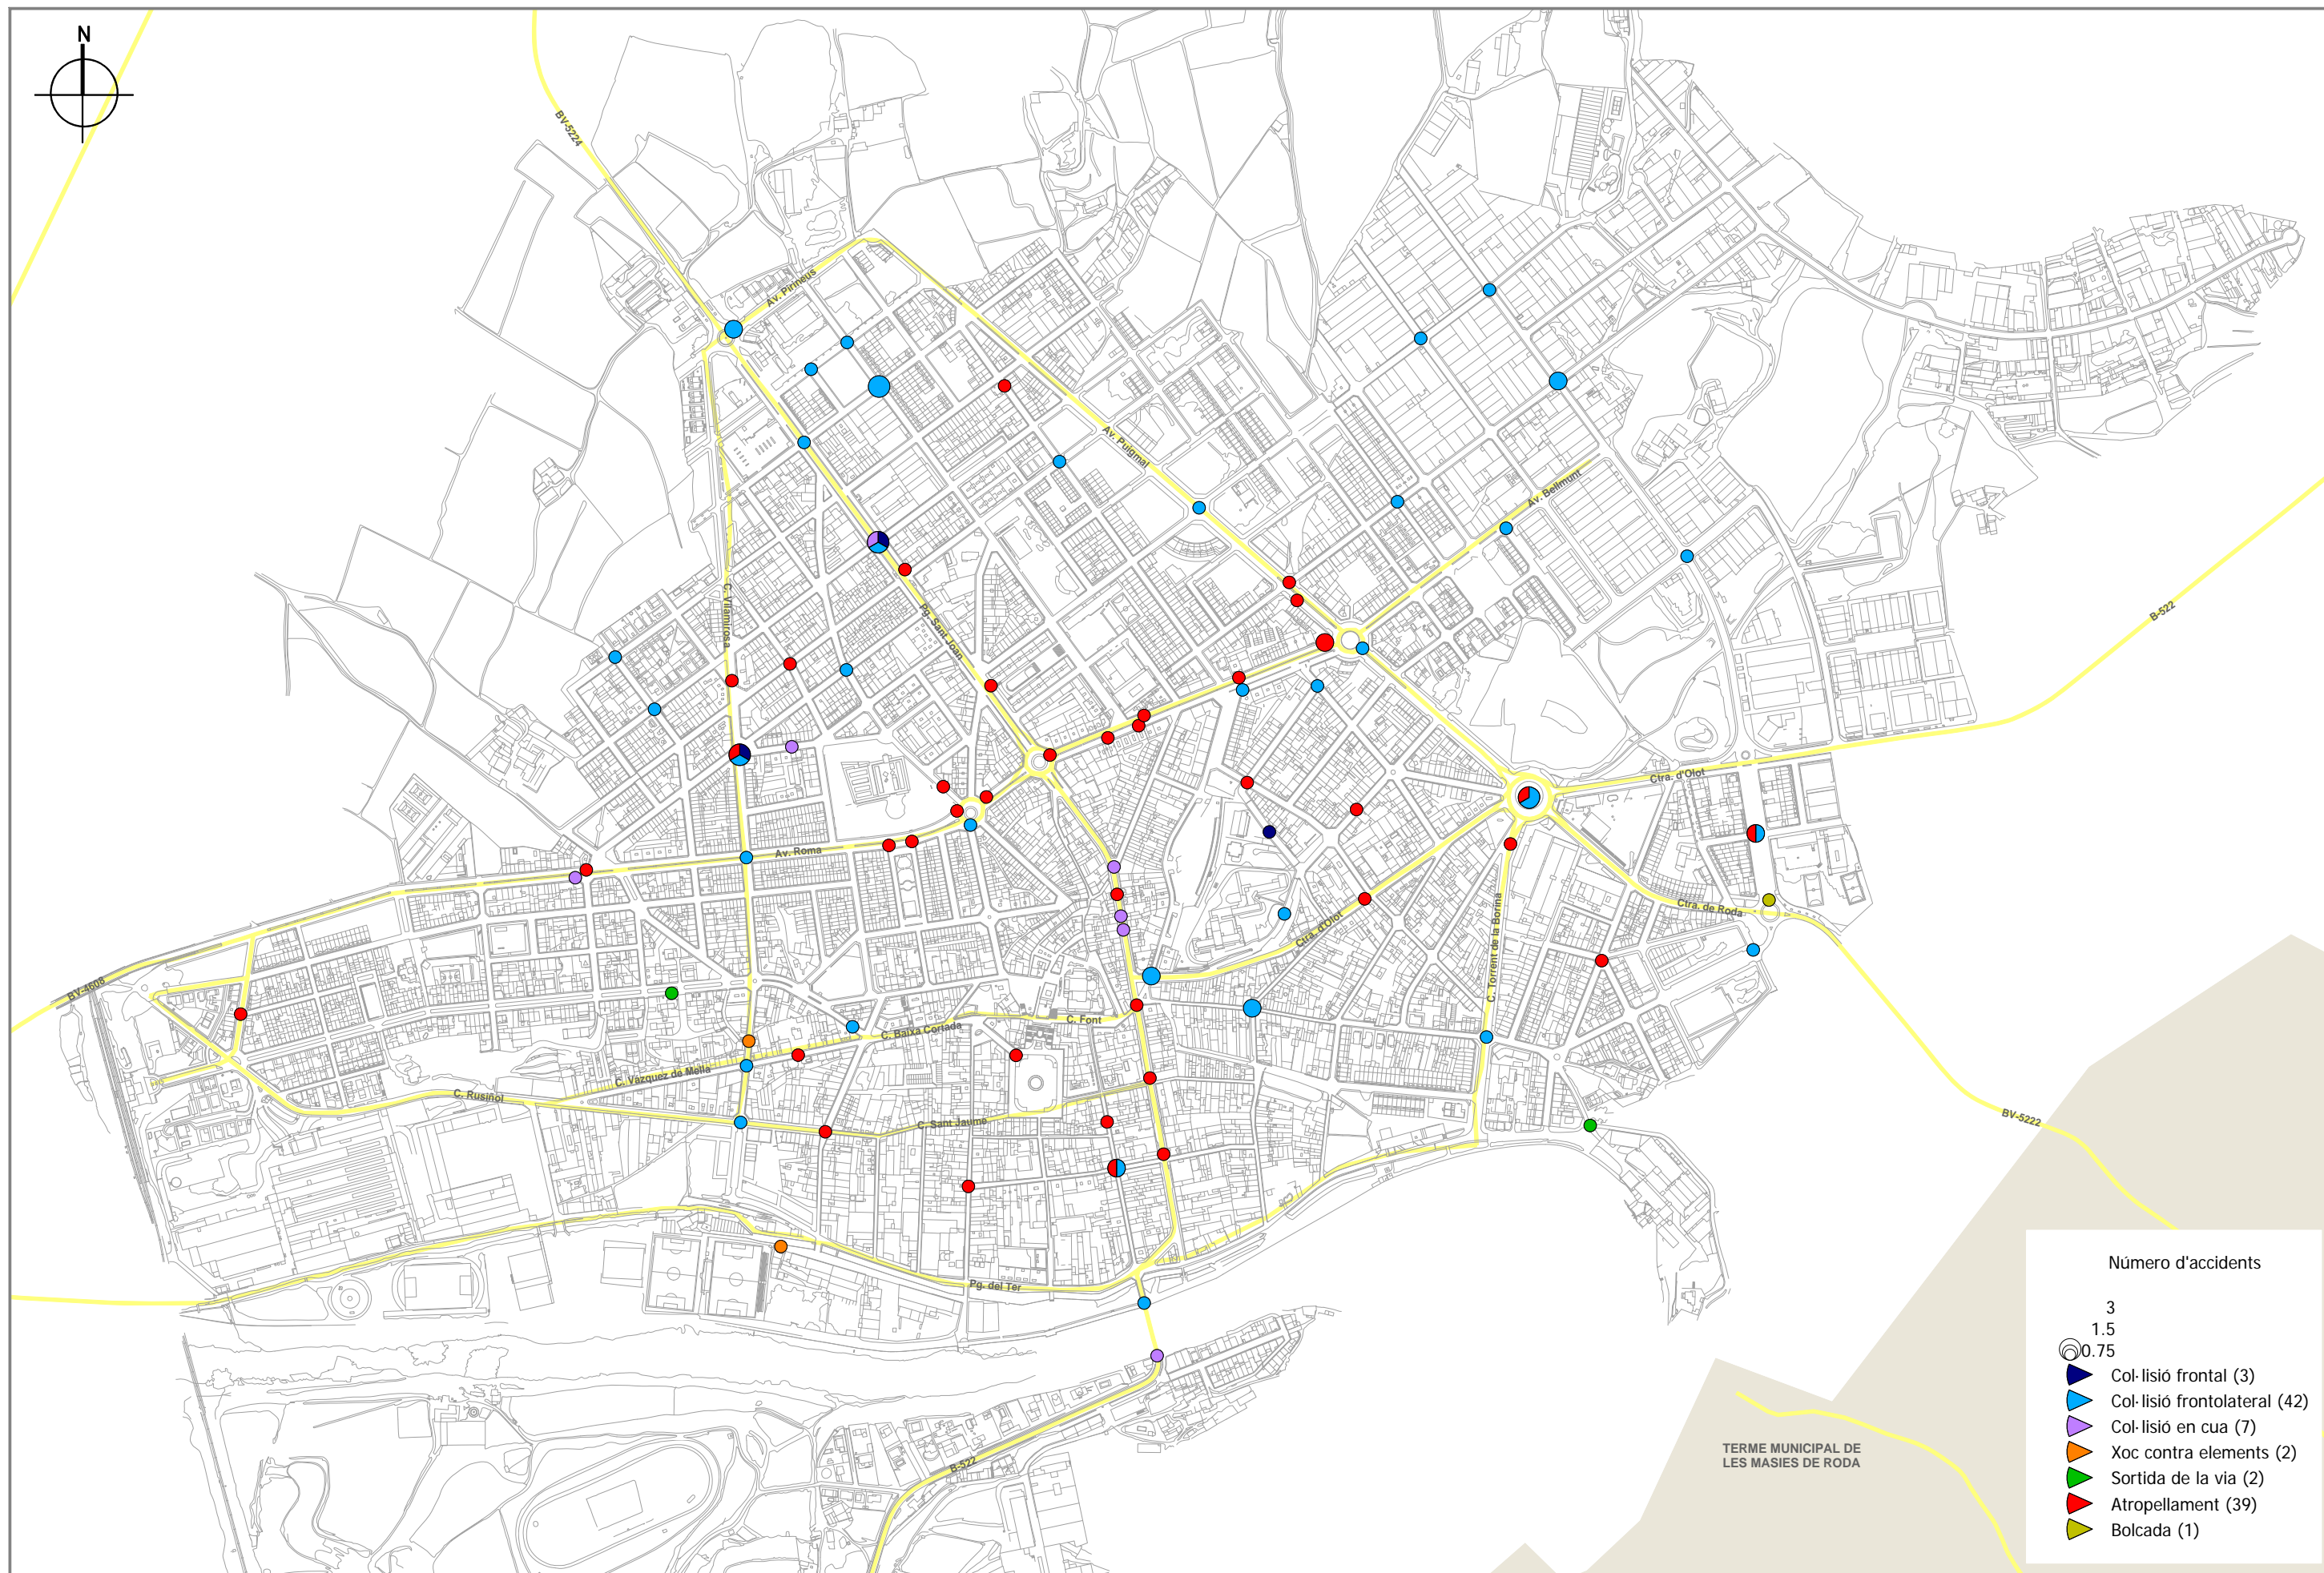 N
BV-5224
Av. Pirineus
Av. Puigmal
Av. Bellmunt
C. Vilamirosa
Pg. Sant Joan
B-522
Ctra. d'Olot
Av. Roma
Ctra. de Roda
Ctra. d'Olot
C. Torrent de la Borina
BV-4608
C. Font
C. Baixa Cortada
C. Vazquez de Mella
C. Rusiñol
C. Sant Jaume
BV-5222
Pg. del Ter
B-522
TERME MUNICIPAL DE
LES MASIES DE RODA
Número d'accidents
3
1.5
0.75
Col·lisió frontal (3)
Col·lisió frontolateral (42)
Col·lisió en cua (7)
Xoc contra elements (2)
Sortida de la via (2)
Atropellament (39)
Bolcada (1)